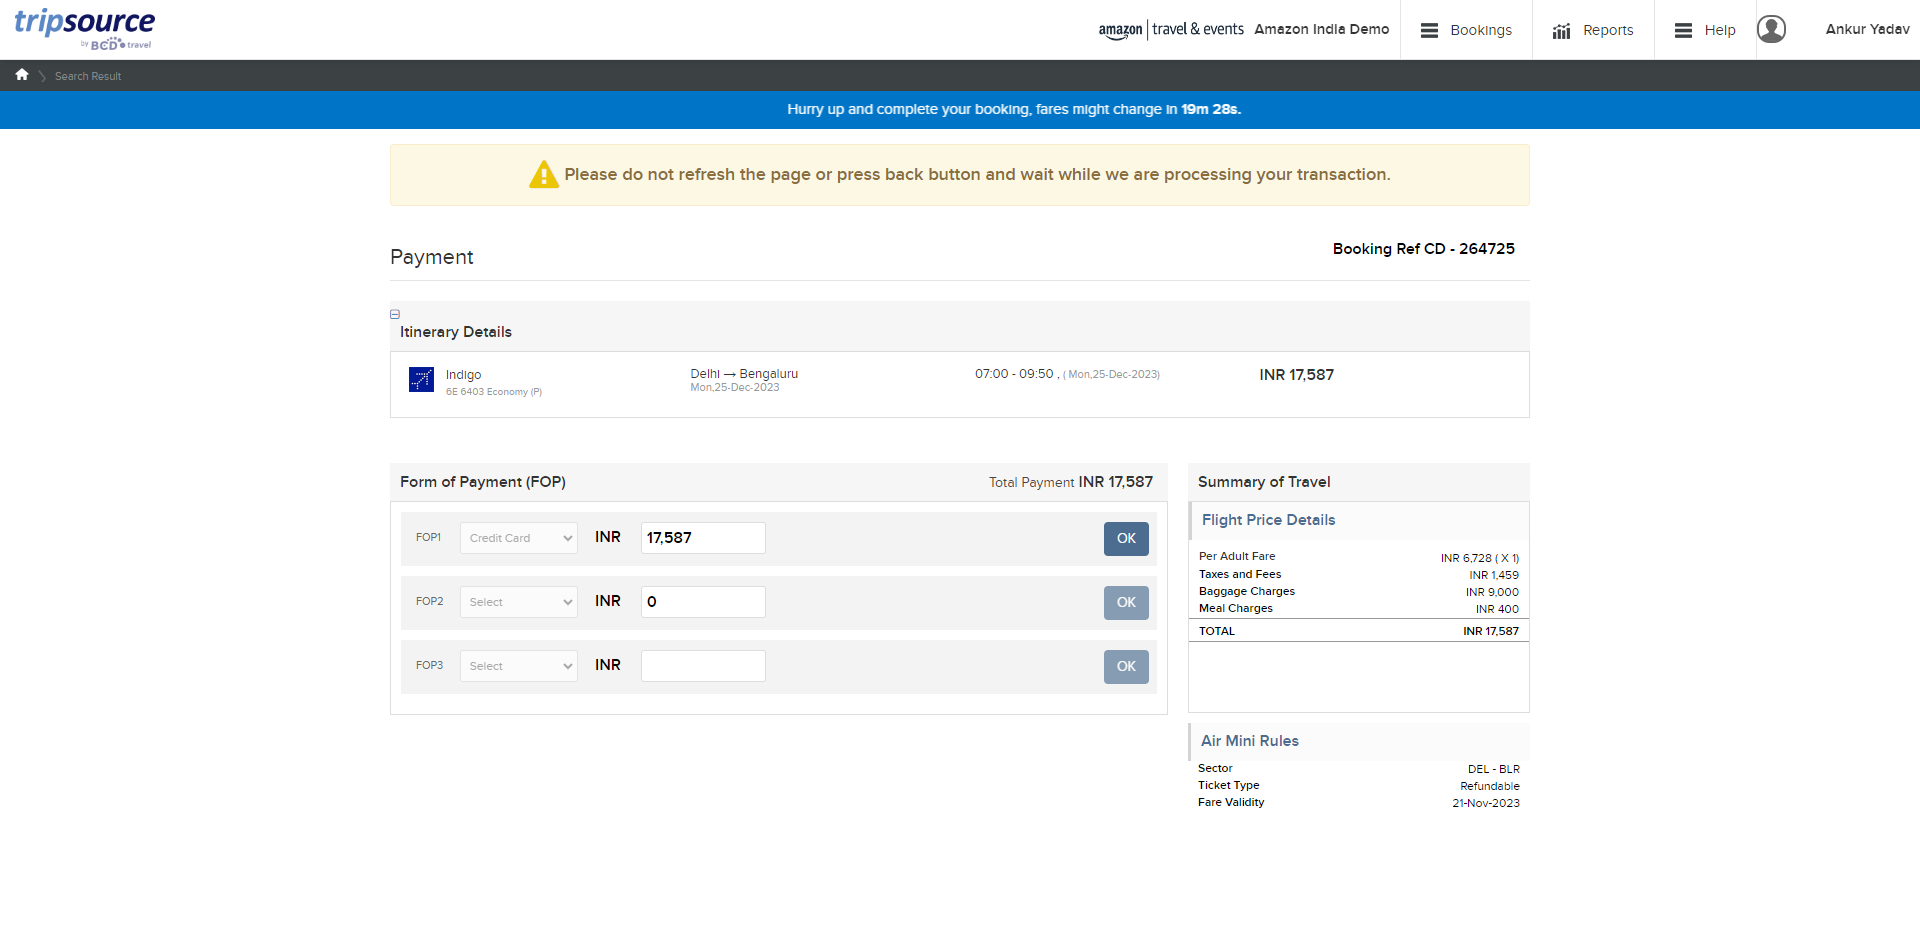 tripsource
by BCD travel
amazon | travel & events Amazon India Demo
Bookings
Reports
Help
Ankur Yadav
Search Result
Hurry up and complete your booking, fares might change in 19m 28s.
Please do not refresh the page or press back button and wait while we are processing your transaction.
Payment
Booking Ref CD - 264725
Itinerary Details
Indigo
6E 6403 Economy (P)
Delhi → Bengaluru
Mon,25-Dec-2023
07:00 - 09:50 , ( Mon,25-Dec-2023)
INR 17,587
Form of Payment (FOP)
Total Payment INR 17,587
FOP1 Credit Card INR 17,587 OK
FOP2 Select INR 0 OK
FOP3 Select INR OK
Summary of Travel
Flight Price Details
Per Adult Fare INR 6,728 ( X 1)
Taxes and Fees INR 1,459
Baggage Charges INR 9,000
Meal Charges INR 400
TOTAL INR 17,587
Air Mini Rules
Sector DEL - BLR
Ticket Type Refundable
Fare Validity 21-Nov-2023